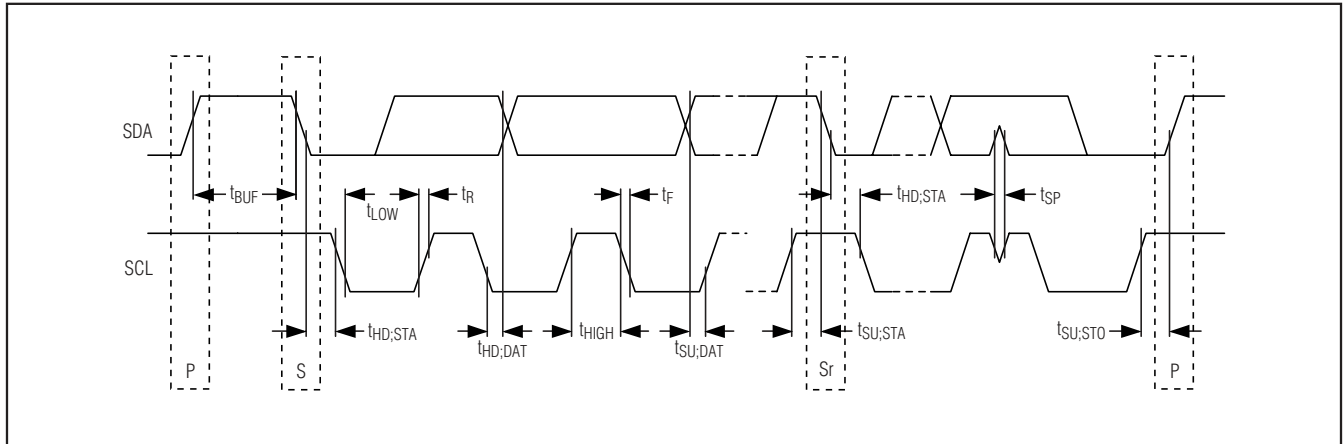 SDA
tBUF
tLOW
tR
tF
tHD;STA
tSP
SCL
tHD;STA
tHD;DAT
tHIGH
tSU;DAT
tSU;STA
tSU;STO
P
S
Sr
P